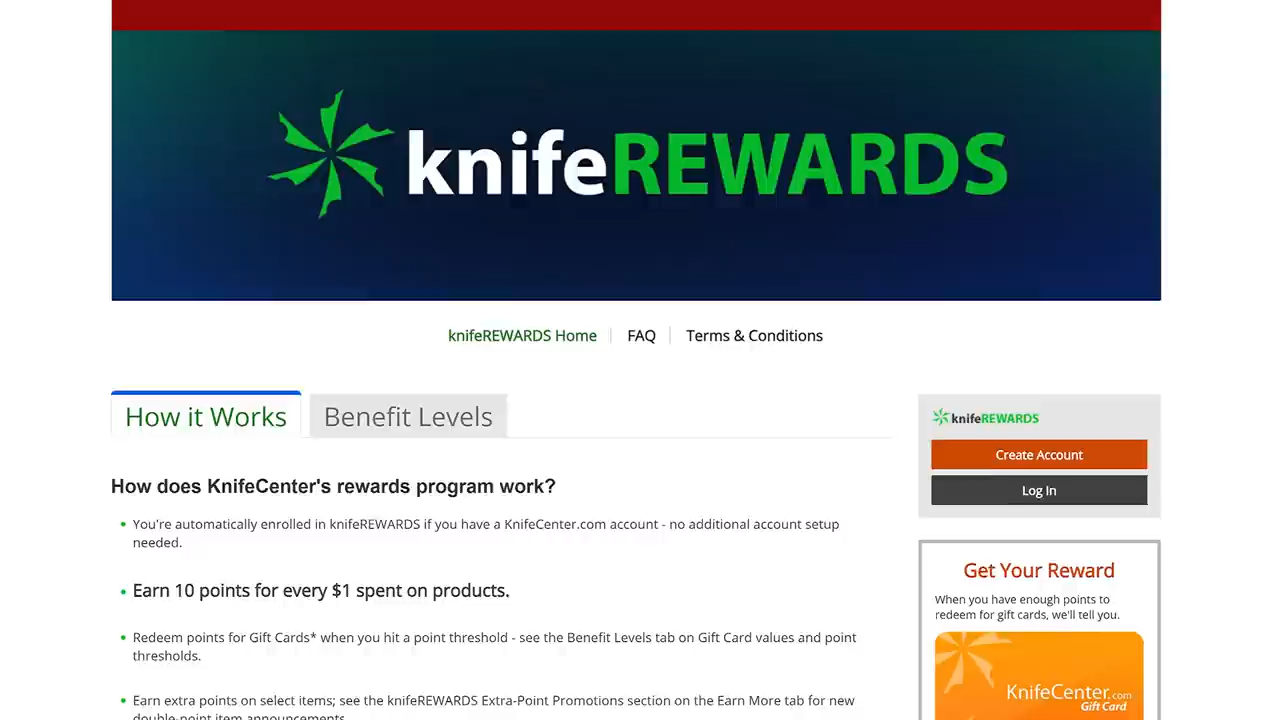 knifeREWARDS
knifeREWARDS Home
FAQ
Terms & Conditions
How it Works
Benefit Levels
How does KnifeCenter's rewards program work?
You're automatically enrolled in knifeREWARDS if you have a KnifeCenter.com account - no additional account setup
needed.
Earn 10 points for every $1 spent on products.
Redeem points for Gift Cards* when you hit a point threshold - see the Benefit Levels tab on Gift Card values and point
thresholds.
Earn extra points on select items; see the knifeREWARDS Extra-Point Promotions section on the Earn More tab for new
double-point item announcements.
knifeREWARDS
Create Account
Log In
Get Your Reward
When you have enough points to
redeem for gift cards, we'll tell you.
KnifeCenter.com
Gift Card